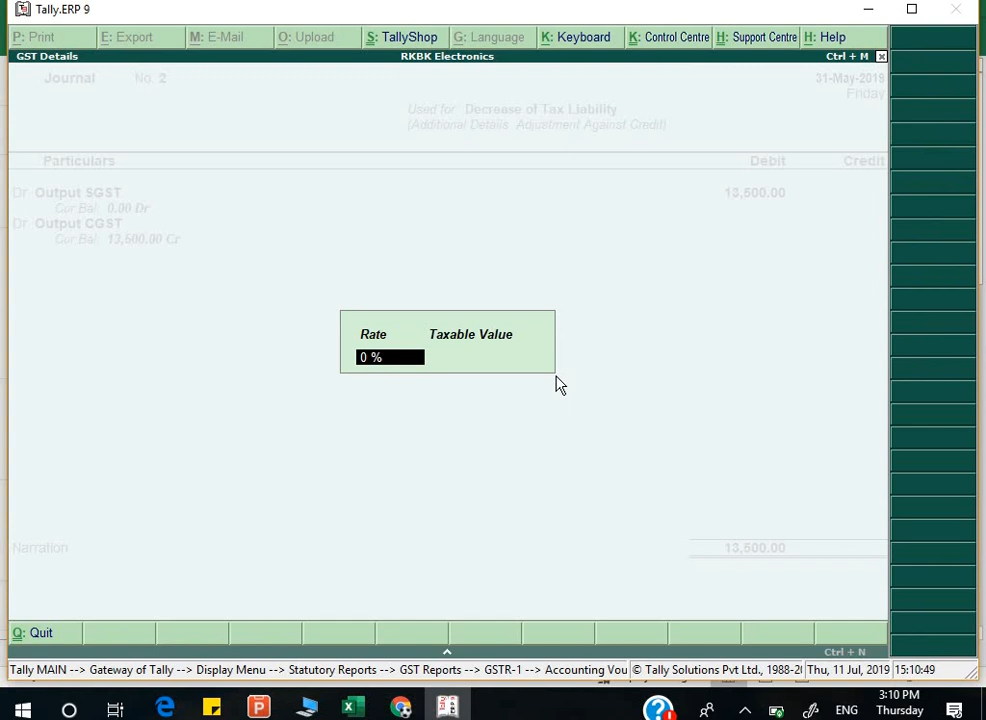 Tally.ERP 9
P: Print E: Export M: E-Mail O: Upload S: TallyShop G: Language K: Keyboard K: Control Centre H: Support Centre H: Help
GST Details RKBK Electronics Ctrl + M
Journal No. 2 31-May-2019
Friday
Used for: Decrease of Tax Liability
(Additional Details: Adjustment Against Credit)
Particulars Debit Credit
Dr Output SGST 13,500.00
Cur Bal: 0.00 Dr
Dr Output CGST
Cur Bal: 13,500.00 Cr
Rate Taxable Value
0 %
Narration 13,500.00
Q: Quit
Ctrl + N
Tally MAIN --> Gateway of Tally --> Display Menu --> Statutory Reports --> GST Reports --> GSTR-1 --> Accounting Vou © Tally Solutions Pvt Ltd., 1988-20 Thu, 11 Jul, 2019 15:10:49
ENG 3:10 PM
Thursday